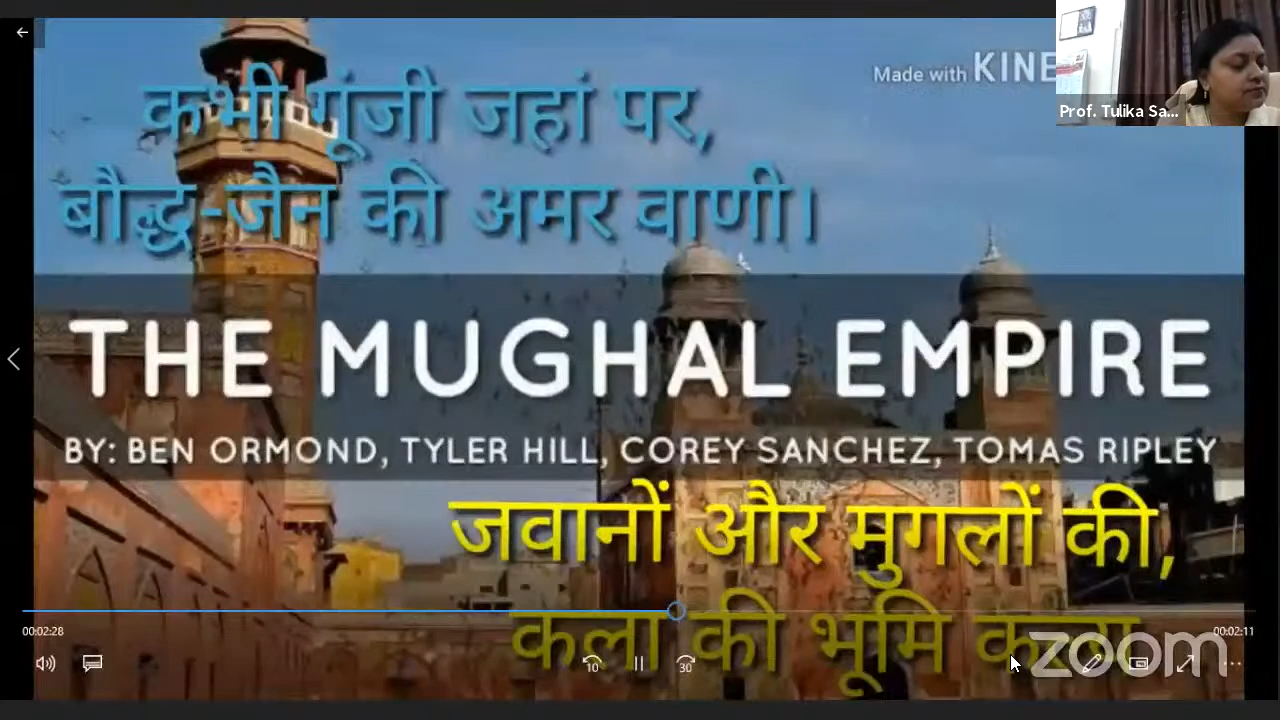 कभी गूंजी जहां पर,
बौद्ध-जैन की अमर वाणी।
Made with KINE
Prof. Tulika Sa...
THE MUGHAL EMPIRE
BY: BEN ORMOND, TYLER HILL, COREY SANCHEZ, TOMAS RIPLEY
जवानों और मुगलों की,
कला की भूमि
00:02:28
00:02:11
10
30
zoom